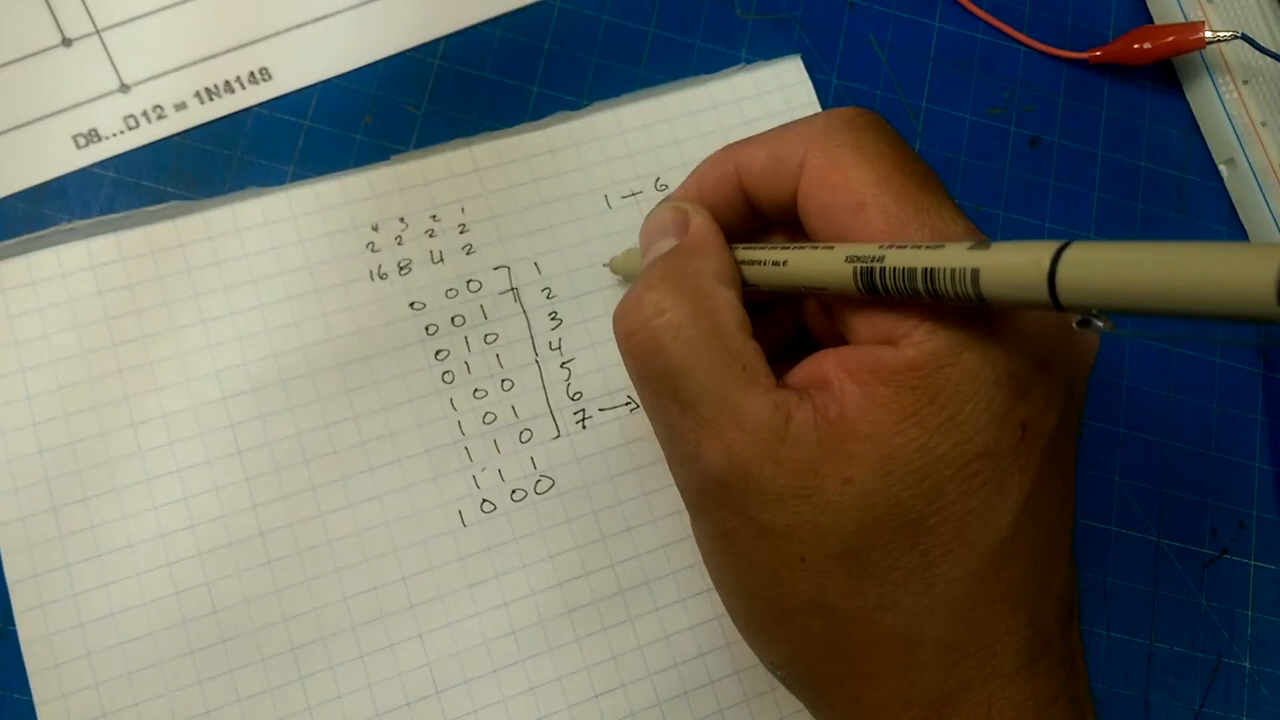 D8...D12 = 1N4148
1 + 6
4 3 2 1
2 2 2 2
16 8 4 2
0 0 0 1
0 0 1 2
0 1 0 3
0 1 1 4
1 0 0 5
1 0 1 6
1 1 0 7 →
1 1 1
1 0 0 0
XSDK02#49